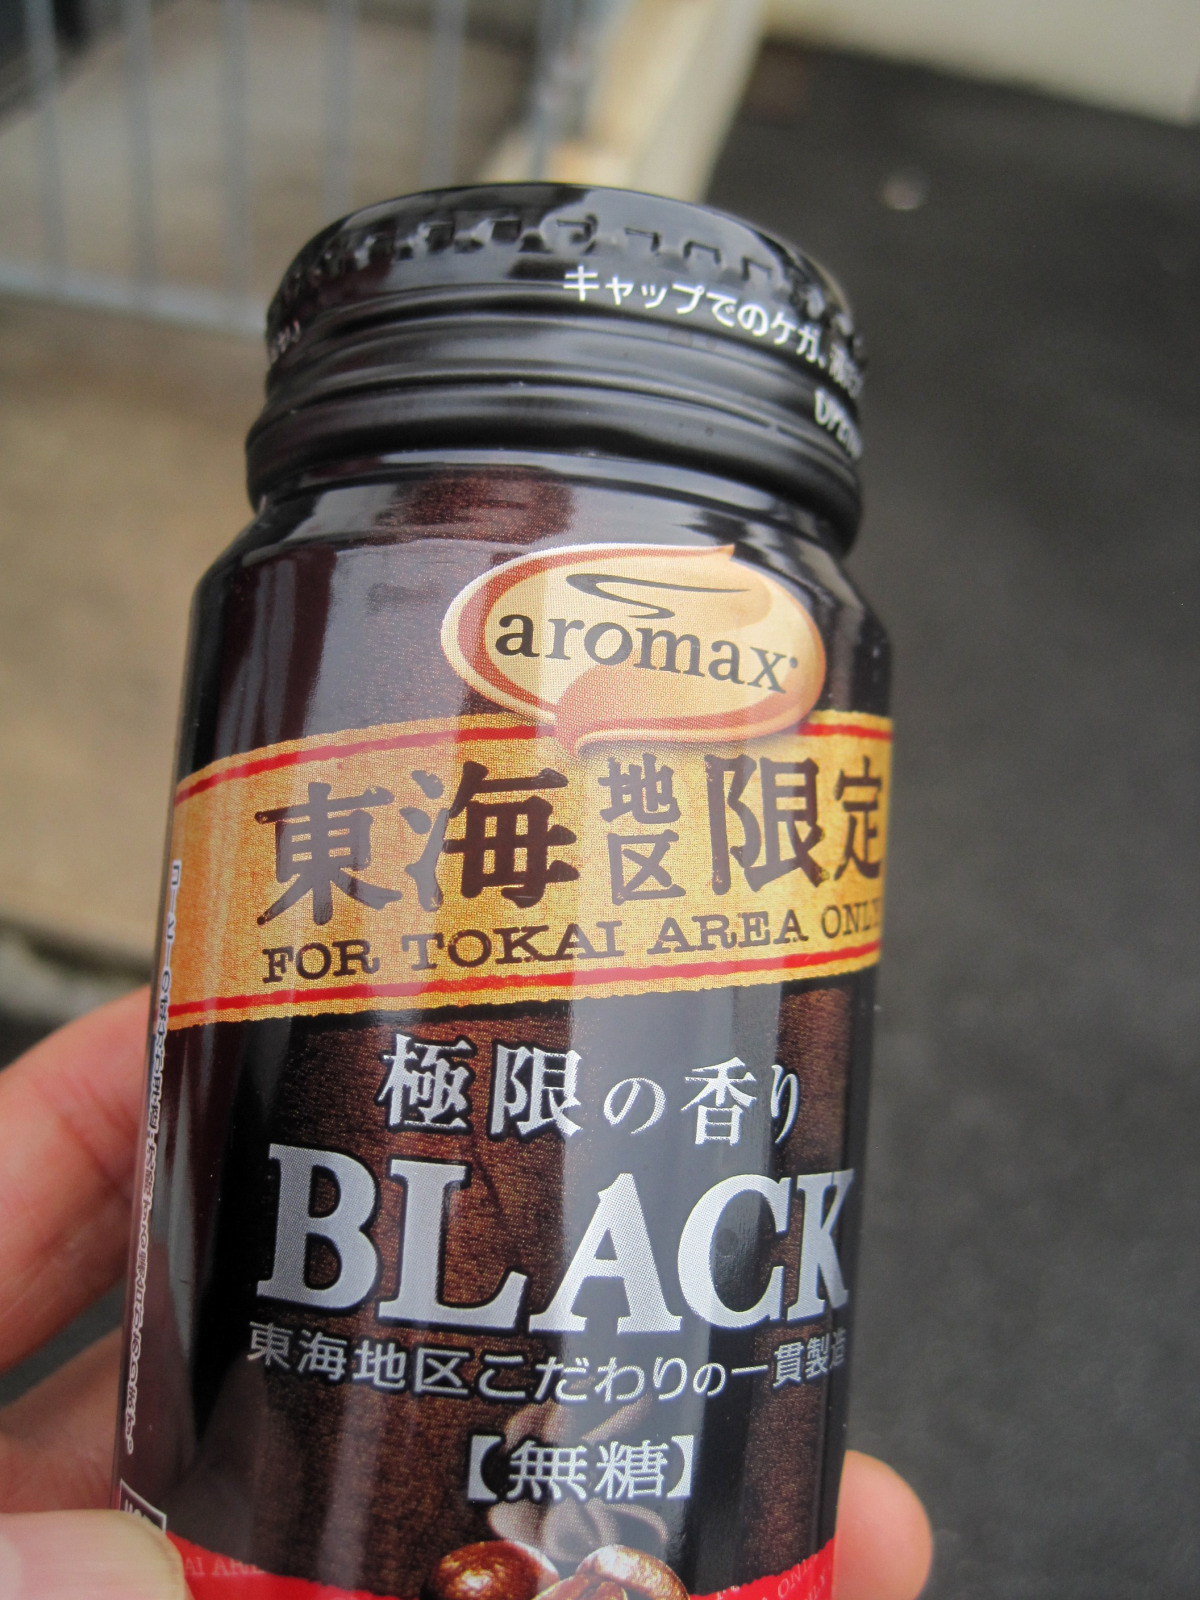 キャップでのケガ、
aromax
東海地区限定
FOR TOKAI AREA ONLY
極限の香り
BLACK
東海地区こだわりの一貫製造
【無糖】